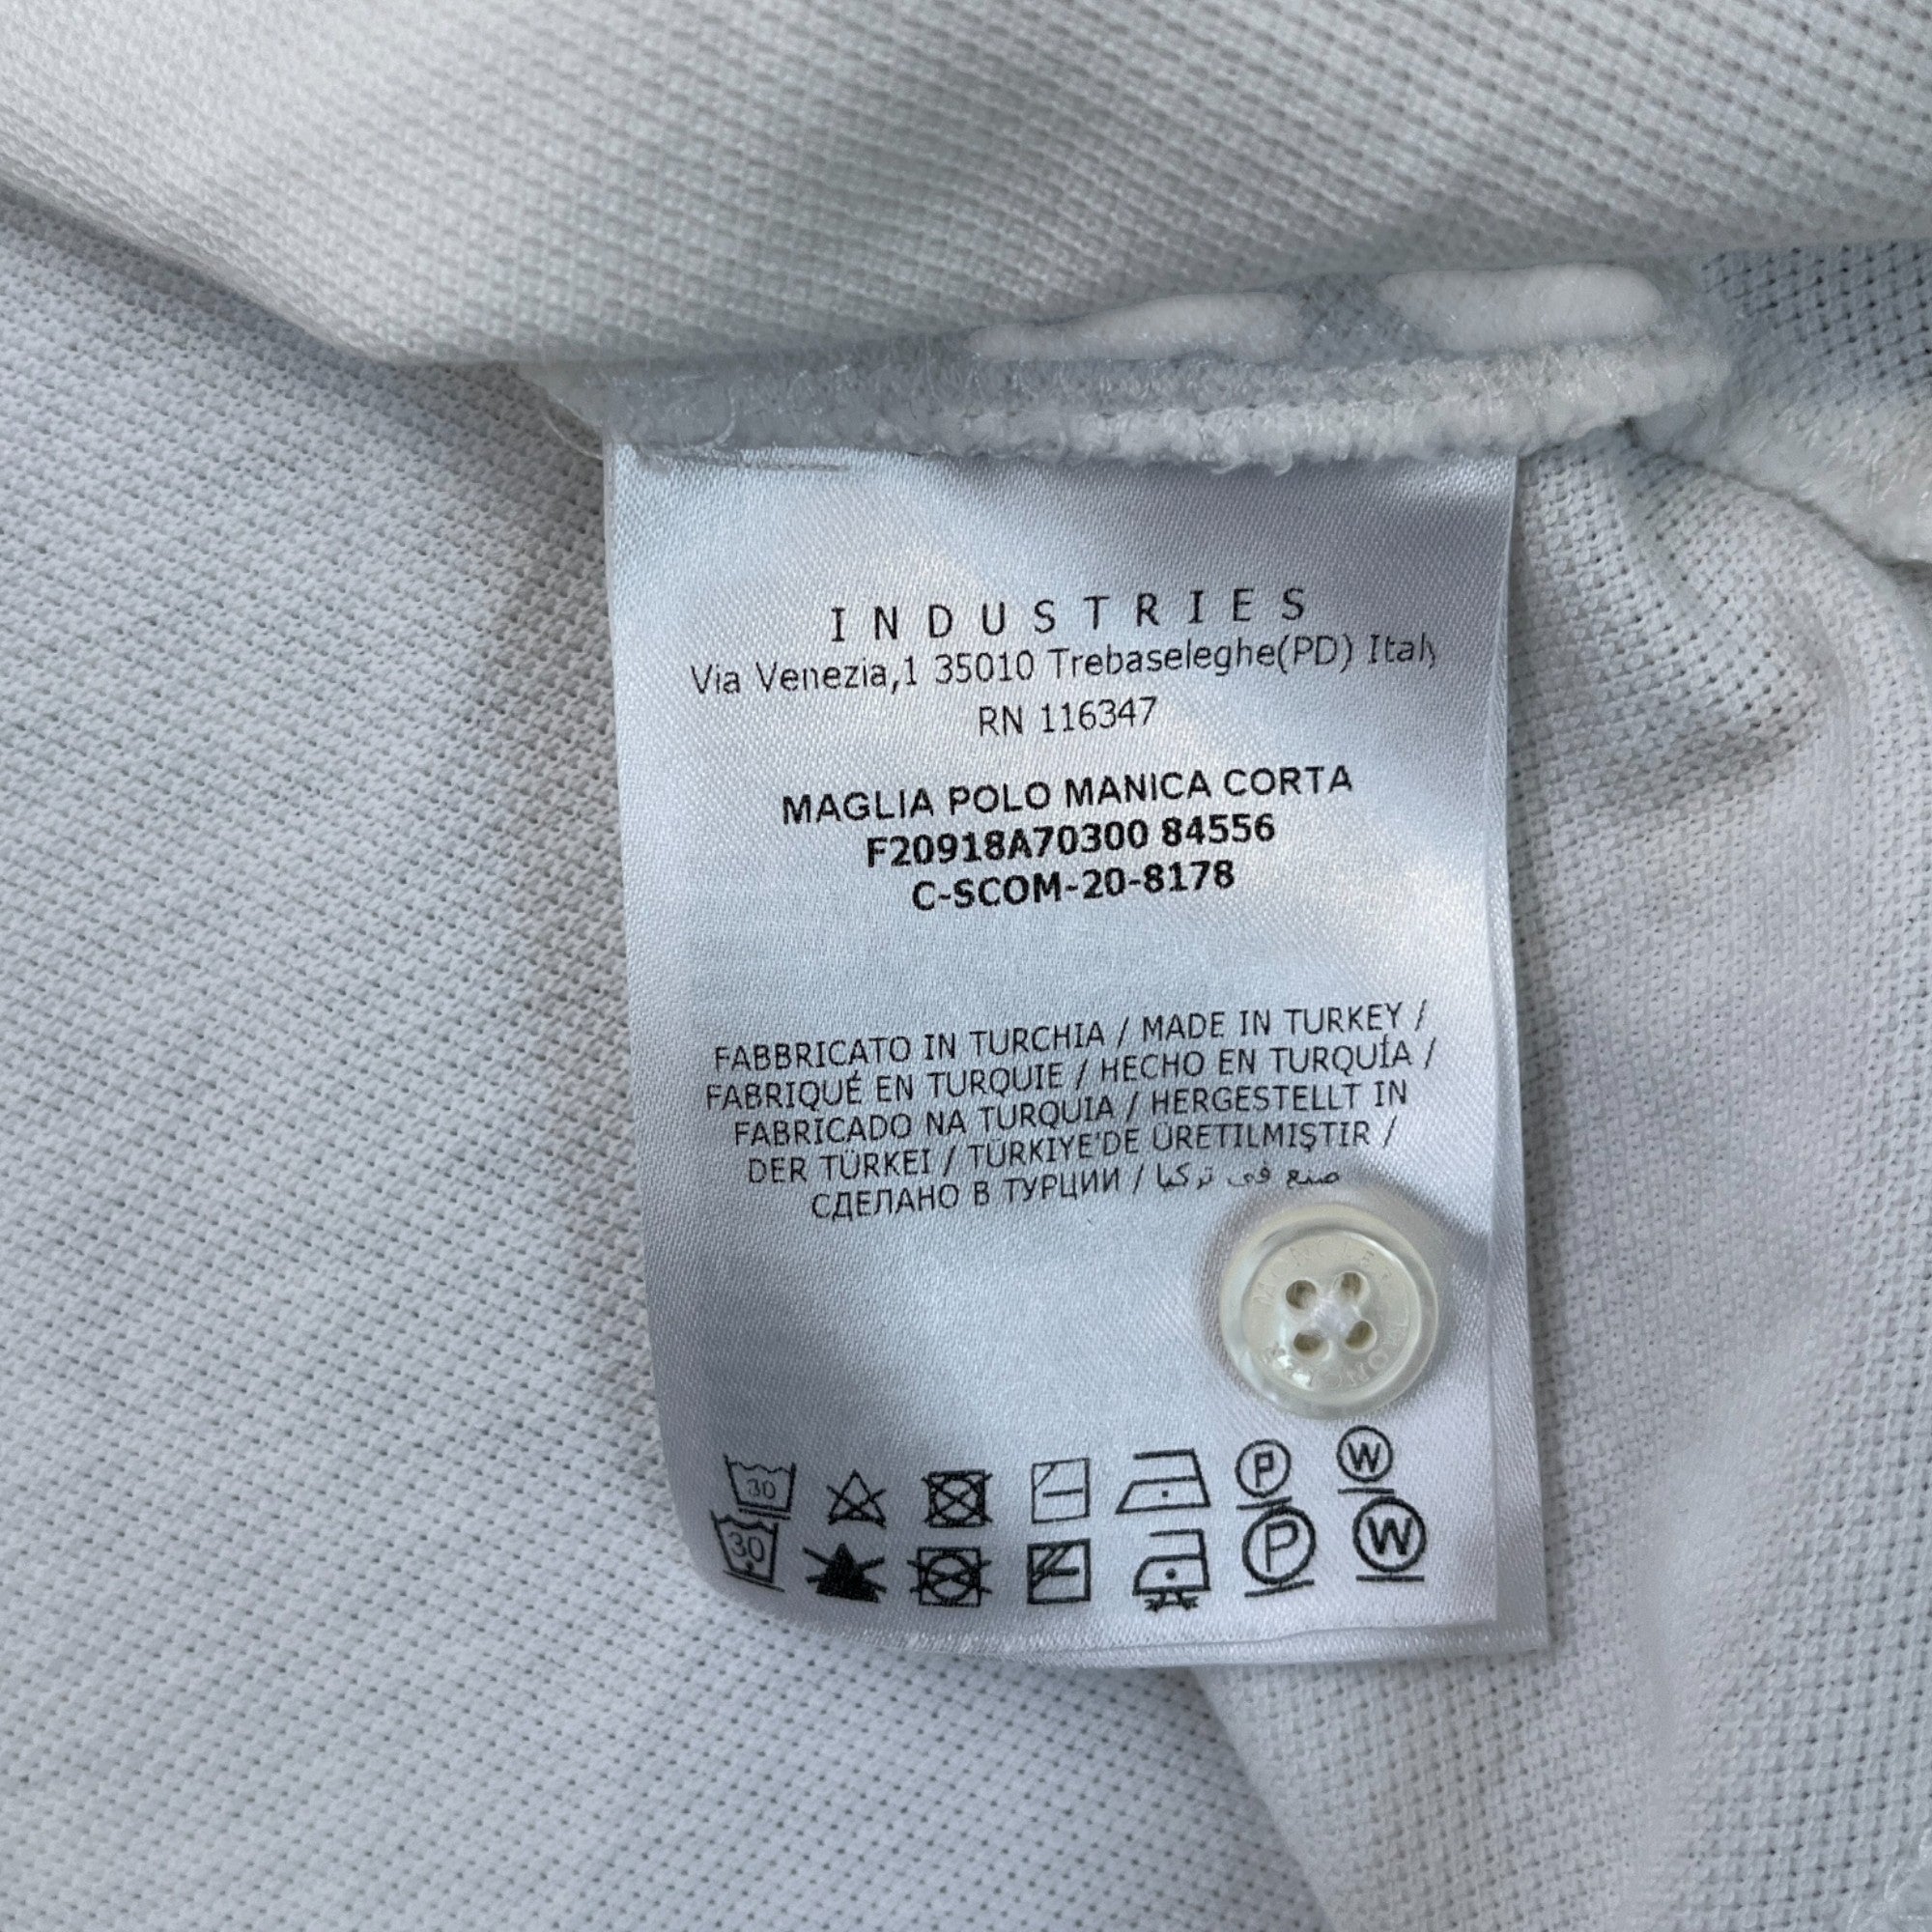 I N D U S T R I E S
Via Venezia,1 35010 Trebaseleghe(PD) Italy
RN 116347
MAGLIA POLO MANICA CORTA
F20918A70300 84556
C-SCOM-20-8178
FABBRICATO IN TURCHIA / MADE IN TURKEY /
FABRIQUÉ EN TURQUIE / HECHO EN TURQUÍA /
FABRICADO NA TURQUIA / HERGESTELLT IN
DER TÜRKEI / TÜRKIYE'DE ÜRETILMIŞTIR /
СДЕЛАНО В ТУРЦИИ / صنع في تركيا
MONCLER
30 P W
30 P W